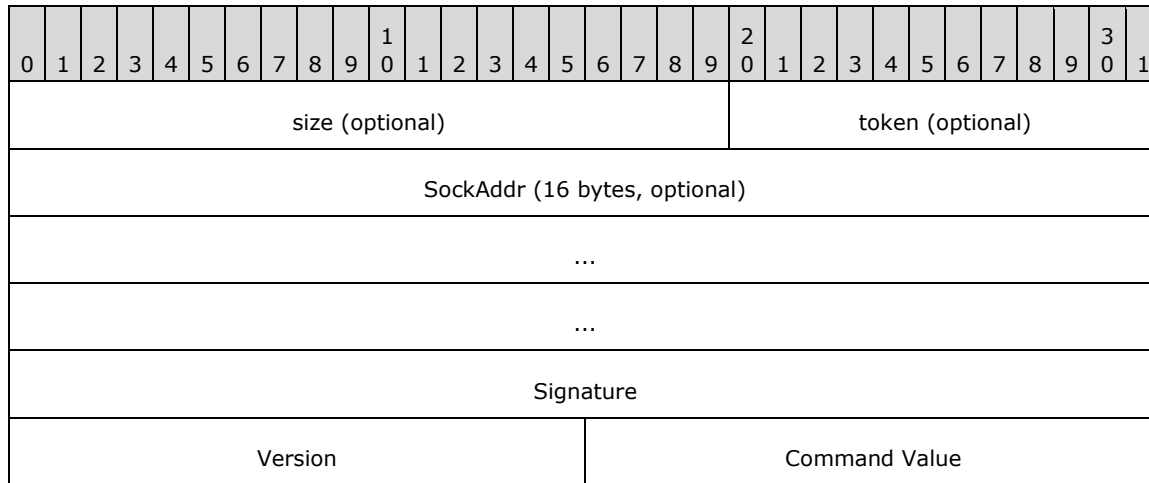 1 2 3
0 1 2 3 4 5 6 7 8 9 0 1 2 3 4 5 6 7 8 9 0 1 2 3 4 5 6 7 8 9 0 1
size (optional) token (optional)
SockAddr (16 bytes, optional)
...
...
Signature
Version Command Value